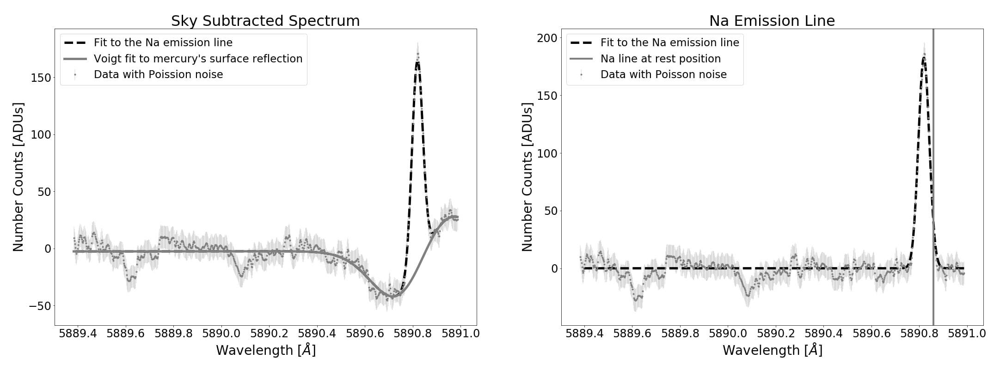 Sky Subtracted Spectrum
Fit to the Na emission line
Voigt fit to mercury's surface reflection
Data with Poission noise
150
100
50
0
−50
Number Counts [ADUs]
5889.4 5889.6 5889.8 5890.0 5890.2 5890.4 5890.6 5890.8 5891.0
Wavelength [Å]
Na Emission Line
Fit to the Na emission line
Na line at rest position
Data with Poisson noise
200
150
100
50
0
Number Counts [ADUs]
5889.4 5889.6 5889.8 5890.0 5890.2 5890.4 5890.6 5890.8 5891.0
Wavelength [Å]